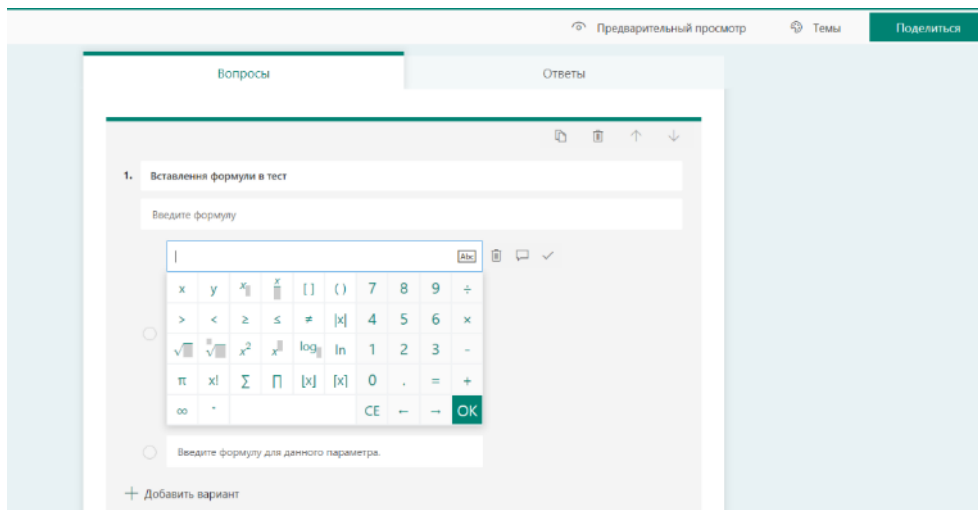 Предварительный просмотр Темы Поделиться
Вопросы Ответы
1. Вставлення формули в тест
Введите формулу
Abc
x y x x [ ] ( ) 7 8 9 ÷
> < ≥ ≤ ≠ |x| 4 5 6 ×
√ √ x² x log ln 1 2 3 -
π x! ∑ ∏ ⌊x⌋ ⌈x⌉ 0 . = +
∞ CE ← → OK
Введите формулу для данного параметра.
+ Добавить вариант